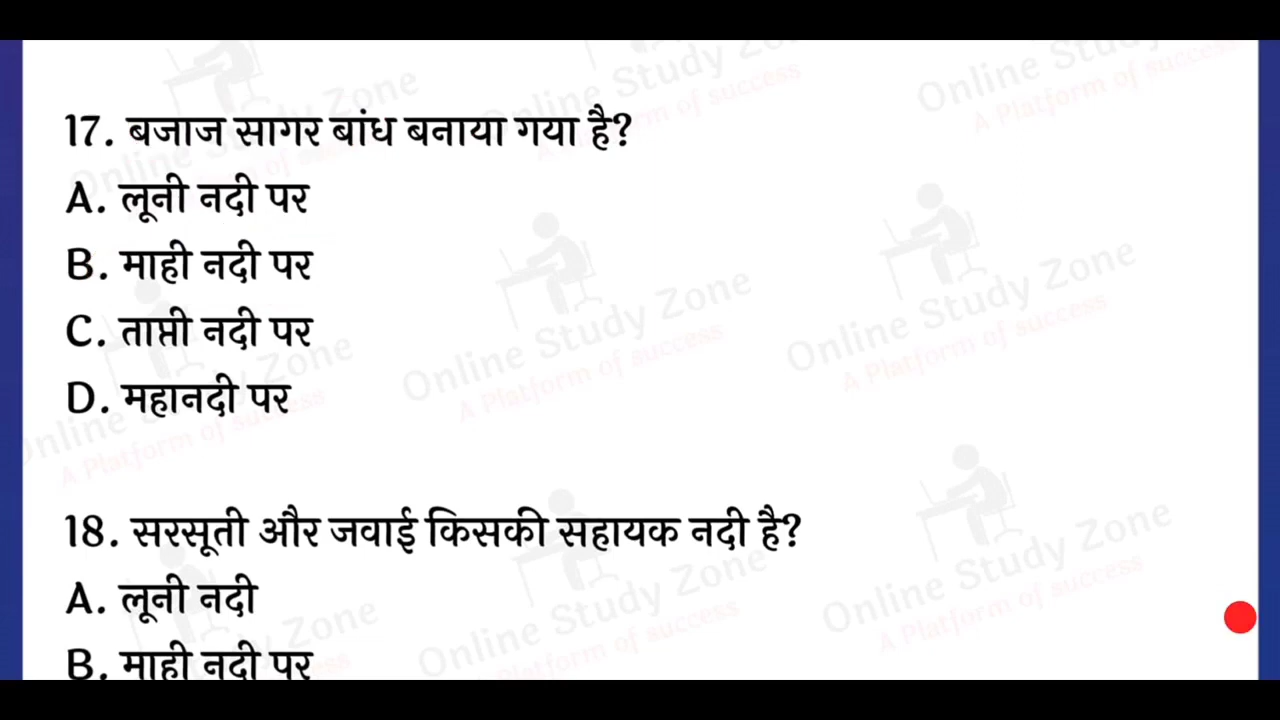 17. बजाज सागर बांध बनाया गया है?
A. लूनी नदी पर
B. माही नदी पर
C. ताप्ती नदी पर
D. महानदी पर
18. सरसूती और जवाई किसकी सहायक नदी है?
A. लूनी नदी
B. माही नदी पर
Online Study Zone
A Platform of success